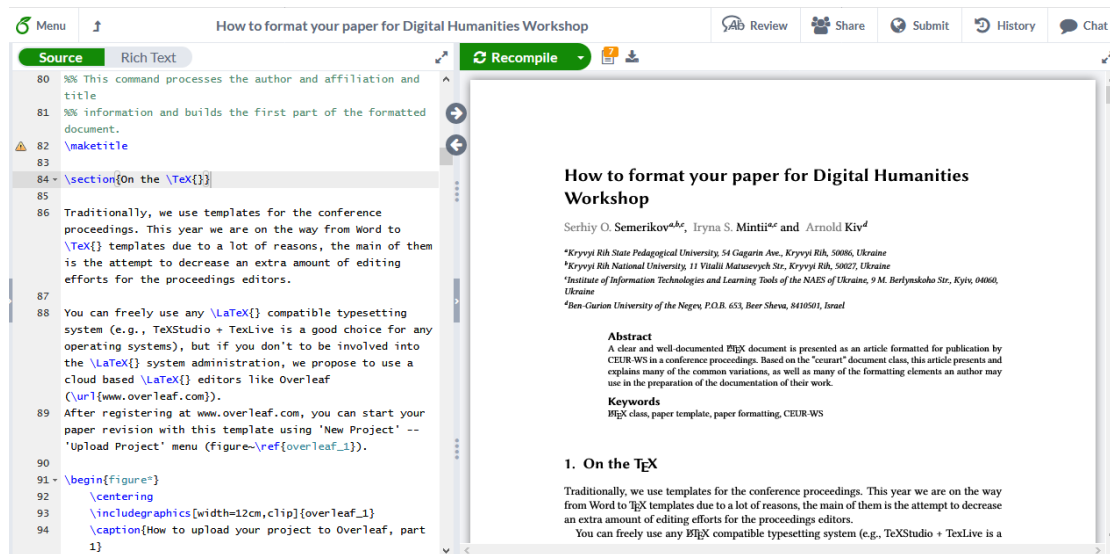 Menu
How to format your paper for Digital Humanities Workshop
Review
Share
Submit
History
Chat
Source
Rich Text
Recompile
7
80 %% This command processes the author and affiliation and
title
81 %% information and builds the first part of the formatted
document.
82 \maketitle
83
84 \section{On the \TeX{}}
85
86 Traditionally, we use templates for the conference
proceedings. This year we are on the way from Word to
\TeX{} templates due to a lot of reasons, the main of them
is the attempt to decrease an extra amount of editing
efforts for the proceedings editors.
87
88 You can freely use any \LaTeX{} compatible typesetting
system (e.g., TeXStudio + TexLive is a good choice for any
operating systems), but if you don't to be involved into
the \LaTeX{} system administration, we propose to use a
cloud based \LaTeX{} editors like Overleaf
(\url{www.overleaf.com}).
89 After registering at www.overleaf.com, you can start your
paper revision with this template using 'New Project' --
'Upload Project' menu (figure~\ref{overleaf_1}).
90
91 \begin{figure*}
92 \centering
93 \includegraphics[width=12cm,clip]{overleaf_1}
94 \caption{How to upload your project to Overleaf, part
1}
How to format your paper for Digital Humanities
Workshop
Serhiy O. Semerikov^a,b,c, Iryna S. Mintii^a,c and Arnold Kiv^d
^a Kryvyi Rih State Pedagogical University, 54 Gagarin Ave., Kryvyi Rih, 50086, Ukraine
^b Kryvyi Rih National University, 11 Vitalii Matusevych Str., Kryvyi Rih, 50027, Ukraine
^c Institute of Information Technologies and Learning Tools of the NAES of Ukraine, 9 M. Berlynskoho Str., Kyiv, 04060,
Ukraine
^d Ben-Gurion University of the Negev, P.O.B. 653, Beer Sheva, 8410501, Israel
Abstract
A clear and well-documented LaTeX document is presented as an article formatted for publication by
CEUR-WS in a conference proceedings. Based on the "ceurart" document class, this article presents and
explains many of the common variations, as well as many of the formatting elements an author may
use in the preparation of the documentation of their work.
Keywords
LaTeX class, paper template, paper formatting, CEUR-WS
1. On the TeX
Traditionally, we use templates for the conference proceedings. This year we are on the way
from Word to TeX templates due to a lot of reasons, the main of them is the attempt to decrease
an extra amount of editing efforts for the proceedings editors.
You can freely use any LaTeX compatible typesetting system (e.g., TeXStudio + TexLive is a